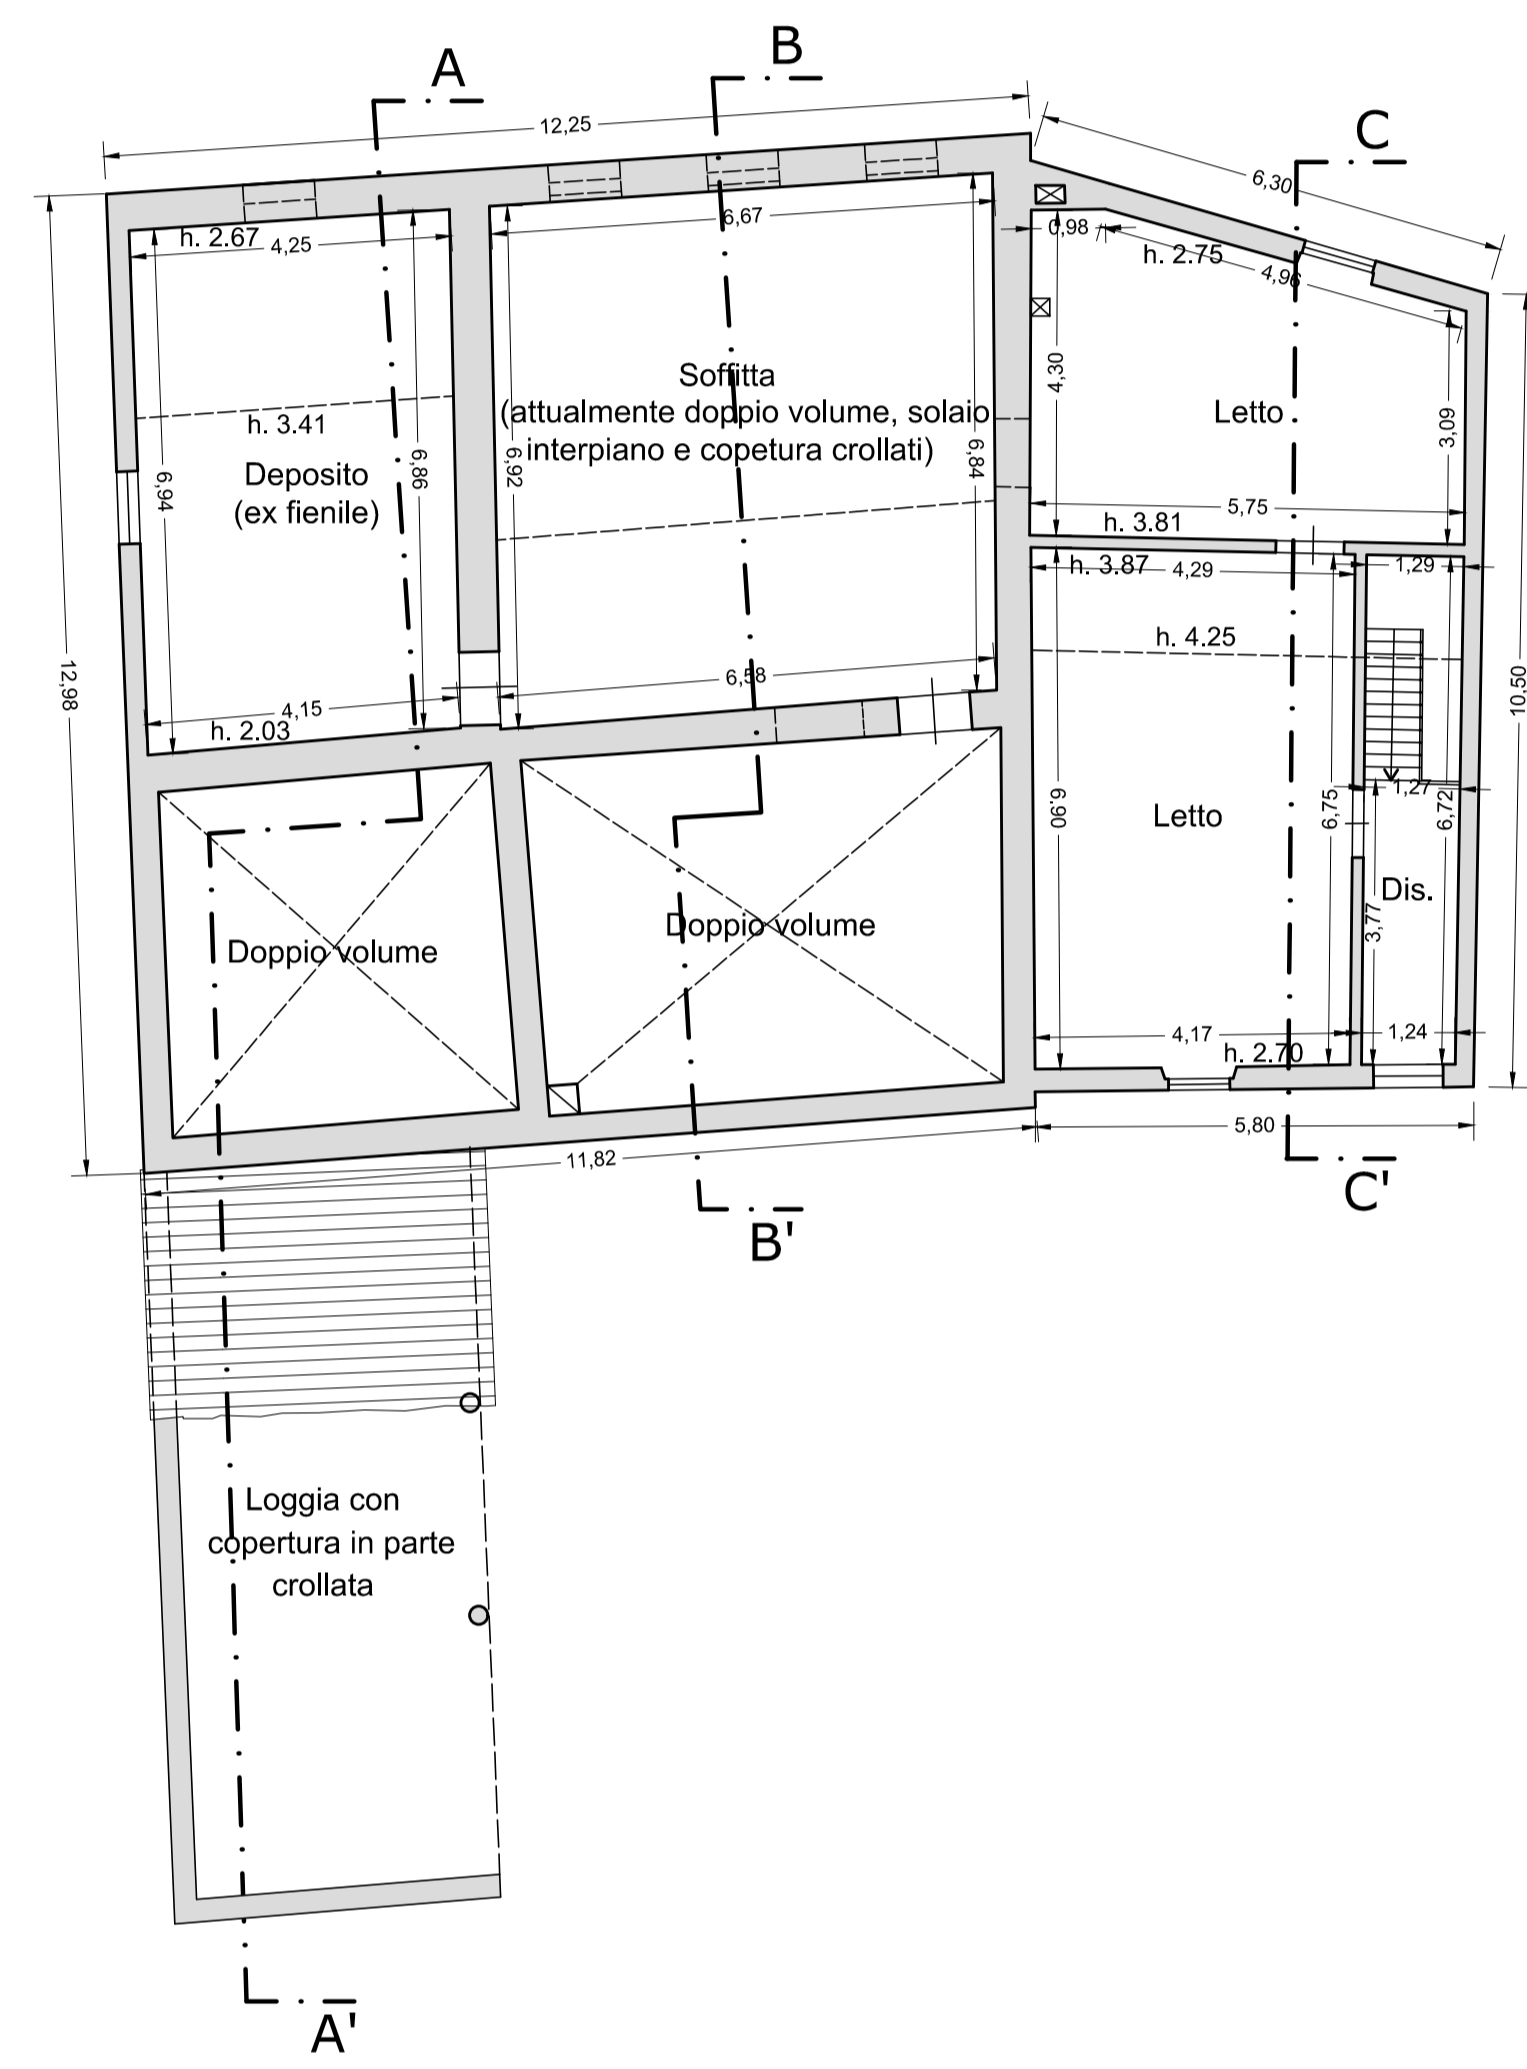 A
B
C
12,25
6,30
h. 2.67
4,25
6,67
0,98
h. 2.75
4,96
Soffitta
(attualmente doppio volume, solaio
interpiano e copetura crollati)
h. 3.41
Deposito
(ex fienile)
6,94
6,86
6,92
6,84
4,30
Letto
3,09
5,75
h. 3.81
h. 3.87
4,29
1,29
h. 4.25
12,98
10,50
4,15
h. 2.03
6,58
6,90
Letto
6,75
1,27
6,72
Dis.
3,77
Doppio volume
Doppio volume
4,17
1,24
h. 2.70
11,82
5,80
B'
C'
Loggia con
copertura in parte
crollata
A'